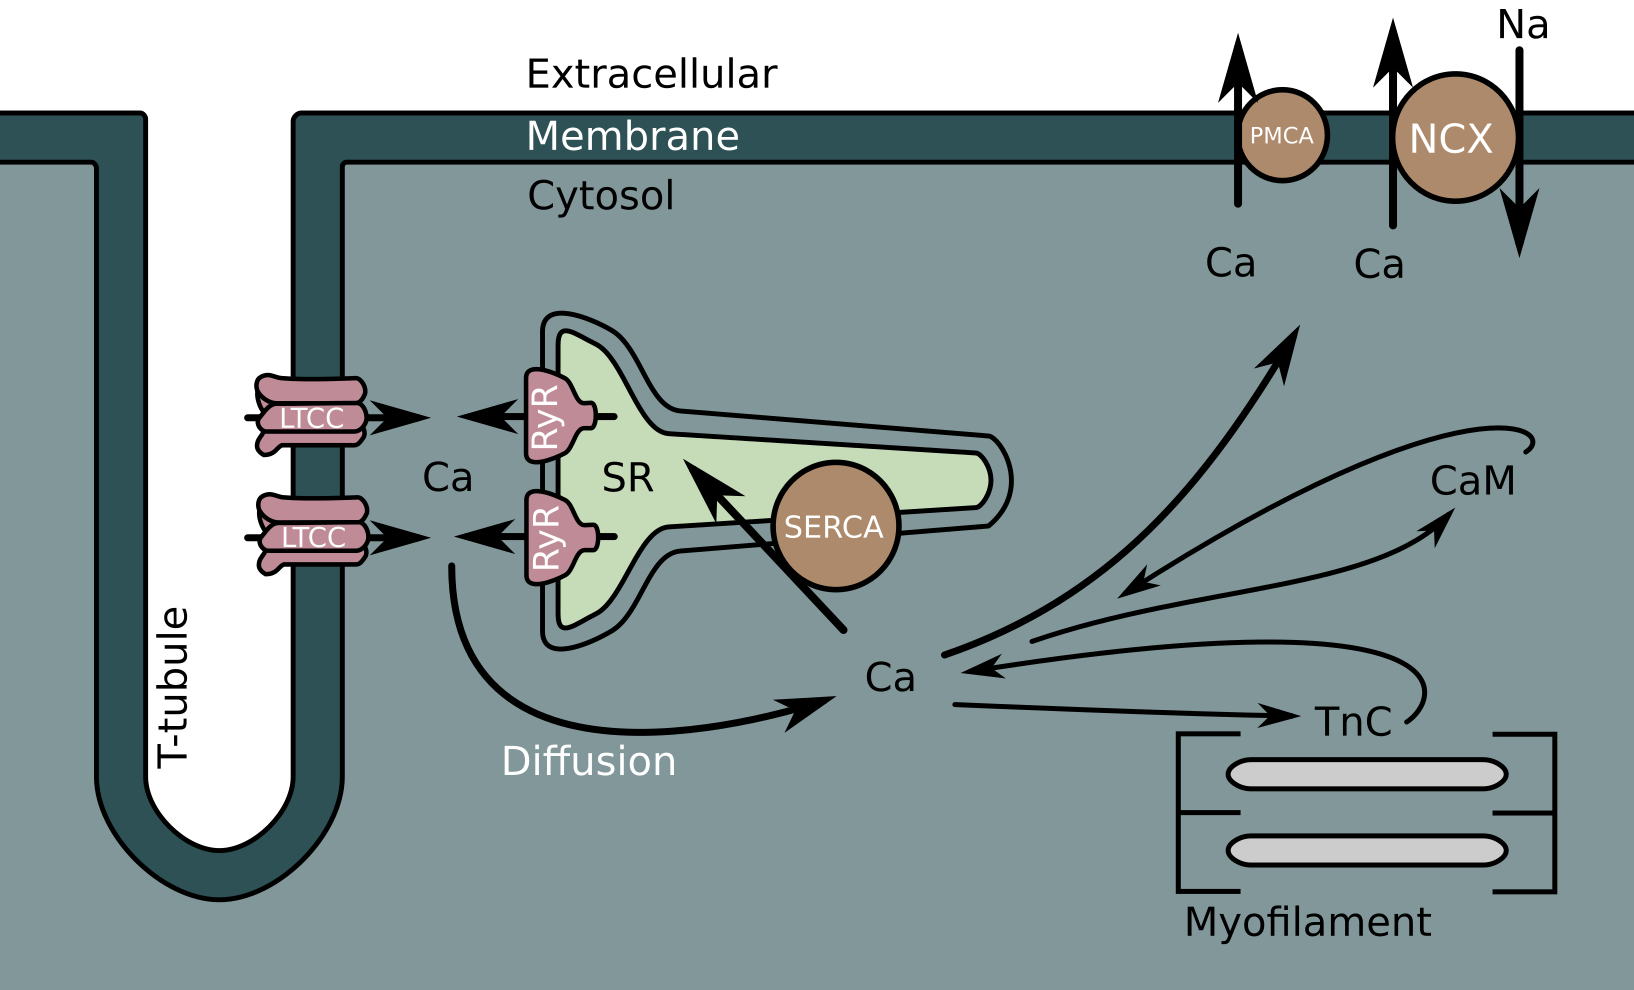 Na
Extracellular
Membrane
PMCA
NCX
Cytosol
Ca
Ca
LTCC
RyR
Ca
SR
CaM
LTCC
RyR
SERCA
T-tubule
Ca
TnC
Diffusion
Myofilament